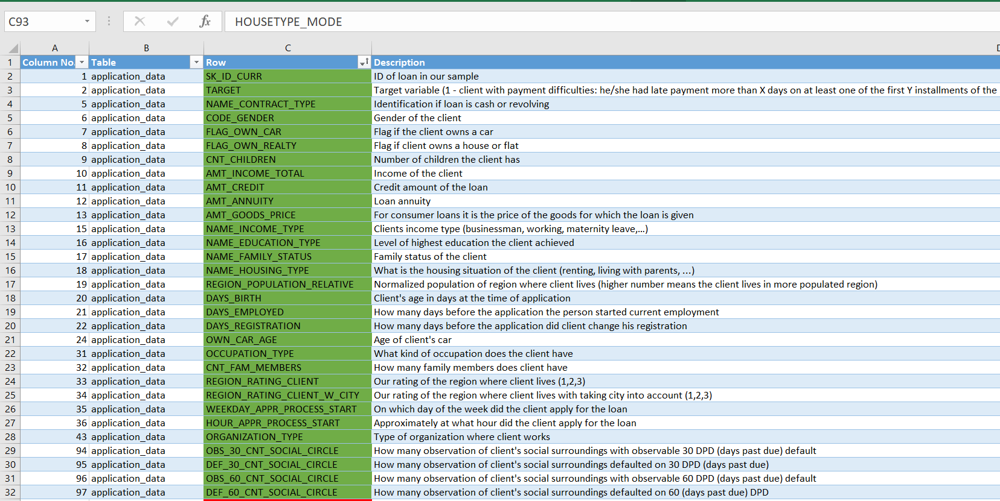 C93 fx HOUSETYPE_MODE
A B C
1 Column No. Table Row Description
2 1 application_data SK_ID_CURR ID of loan in our sample
3 2 application_data TARGET Target variable (1 - client with payment difficulties: he/she had late payment more than X days on at least one of the first Y installments of the
4 5 application_data NAME_CONTRACT_TYPE Identification if loan is cash or revolving
5 6 application_data CODE_GENDER Gender of the client
6 7 application_data FLAG_OWN_CAR Flag if the client owns a car
7 8 application_data FLAG_OWN_REALTY Flag if client owns a house or flat
8 9 application_data CNT_CHILDREN Number of children the client has
9 10 application_data AMT_INCOME_TOTAL Income of the client
10 11 application_data AMT_CREDIT Credit amount of the loan
11 12 application_data AMT_ANNUITY Loan annuity
12 13 application_data AMT_GOODS_PRICE For consumer loans it is the price of the goods for which the loan is given
13 15 application_data NAME_INCOME_TYPE Clients income type (businessman, working, maternity leave,…)
14 16 application_data NAME_EDUCATION_TYPE Level of highest education the client achieved
15 17 application_data NAME_FAMILY_STATUS Family status of the client
16 18 application_data NAME_HOUSING_TYPE What is the housing situation of the client (renting, living with parents, ...)
17 19 application_data REGION_POPULATION_RELATIVE Normalized population of region where client lives (higher number means the client lives in more populated region)
18 20 application_data DAYS_BIRTH Client's age in days at the time of application
19 21 application_data DAYS_EMPLOYED How many days before the application the person started current employment
20 22 application_data DAYS_REGISTRATION How many days before the application did client change his registration
21 24 application_data OWN_CAR_AGE Age of client's car
22 31 application_data OCCUPATION_TYPE What kind of occupation does the client have
23 32 application_data CNT_FAM_MEMBERS How many family members does client have
24 33 application_data REGION_RATING_CLIENT Our rating of the region where client lives (1,2,3)
25 34 application_data REGION_RATING_CLIENT_W_CITY Our rating of the region where client lives with taking city into account (1,2,3)
26 35 application_data WEEKDAY_APPR_PROCESS_START On which day of the week did the client apply for the loan
27 36 application_data HOUR_APPR_PROCESS_START Approximately at what hour did the client apply for the loan
28 43 application_data ORGANIZATION_TYPE Type of organization where client works
29 94 application_data OBS_30_CNT_SOCIAL_CIRCLE How many observation of client's social surroundings with observable 30 DPD (days past due) default
30 95 application_data DEF_30_CNT_SOCIAL_CIRCLE How many observation of client's social surroundings defaulted on 30 DPD (days past due)
31 96 application_data OBS_60_CNT_SOCIAL_CIRCLE How many observation of client's social surroundings with observable 60 DPD (days past due) default
32 97 application_data DEF_60_CNT_SOCIAL_CIRCLE How many observation of client's social surroundings defaulted on 60 (days past due) DPD